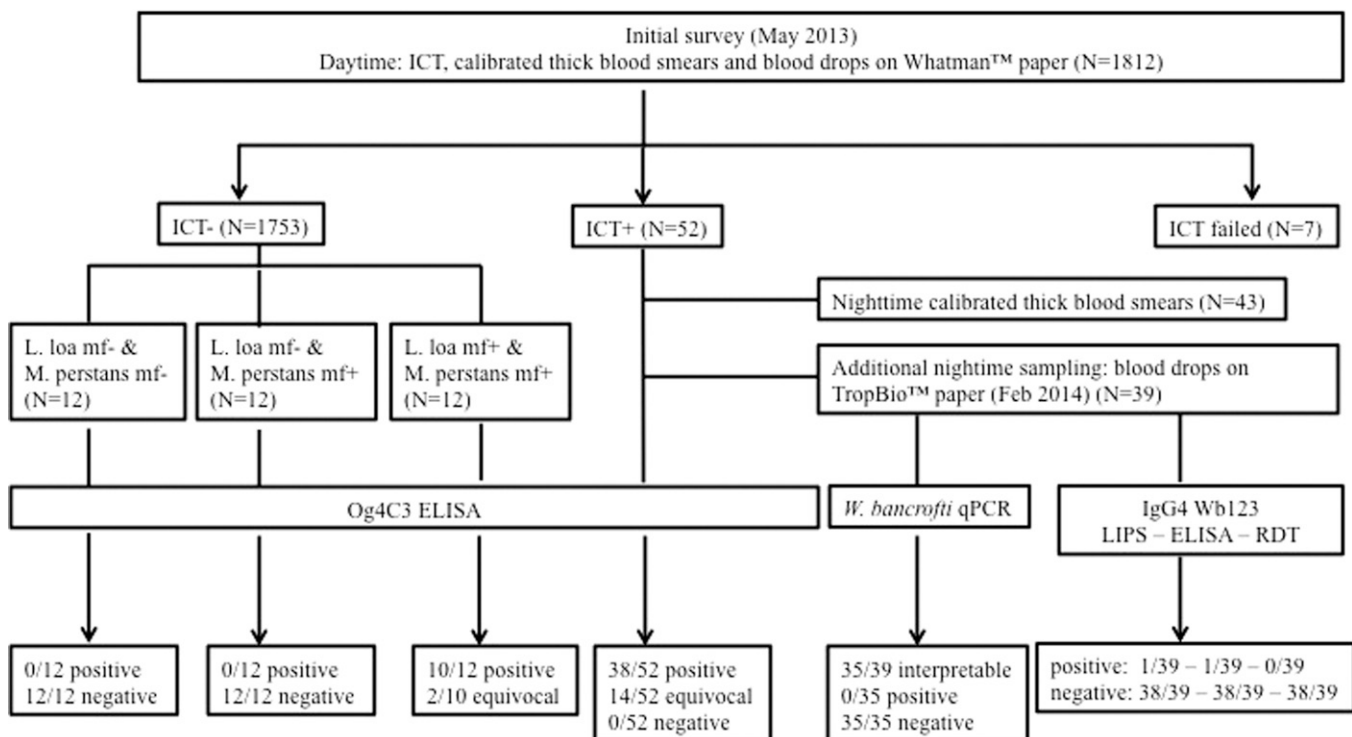 Initial survey (May 2013)
Daytime: ICT, calibrated thick blood smears and blood drops on Whatman™ paper (N=1812)
ICT- (N=1753)
ICT+ (N=52)
ICT failed (N=7)
Nighttime calibrated thick blood smears (N=43)
L. loa mf- &
M. perstans mf-
(N=12)
L. loa mf- &
M. perstans mf+
(N=12)
L. loa mf+ &
M. perstans mf+
(N=12)
Additional nightime sampling: blood drops on
TropBio™ paper (Feb 2014) (N=39)
Og4C3 ELISA
W. bancrofti qPCR
IgG4 Wb123
LIPS – ELISA – RDT
0/12 positive
12/12 negative
0/12 positive
12/12 negative
10/12 positive
2/10 equivocal
38/52 positive
14/52 equivocal
0/52 negative
35/39 interpretable
0/35 positive
35/35 negative
positive: 1/39 – 1/39 – 0/39
negative: 38/39 – 38/39 – 38/39